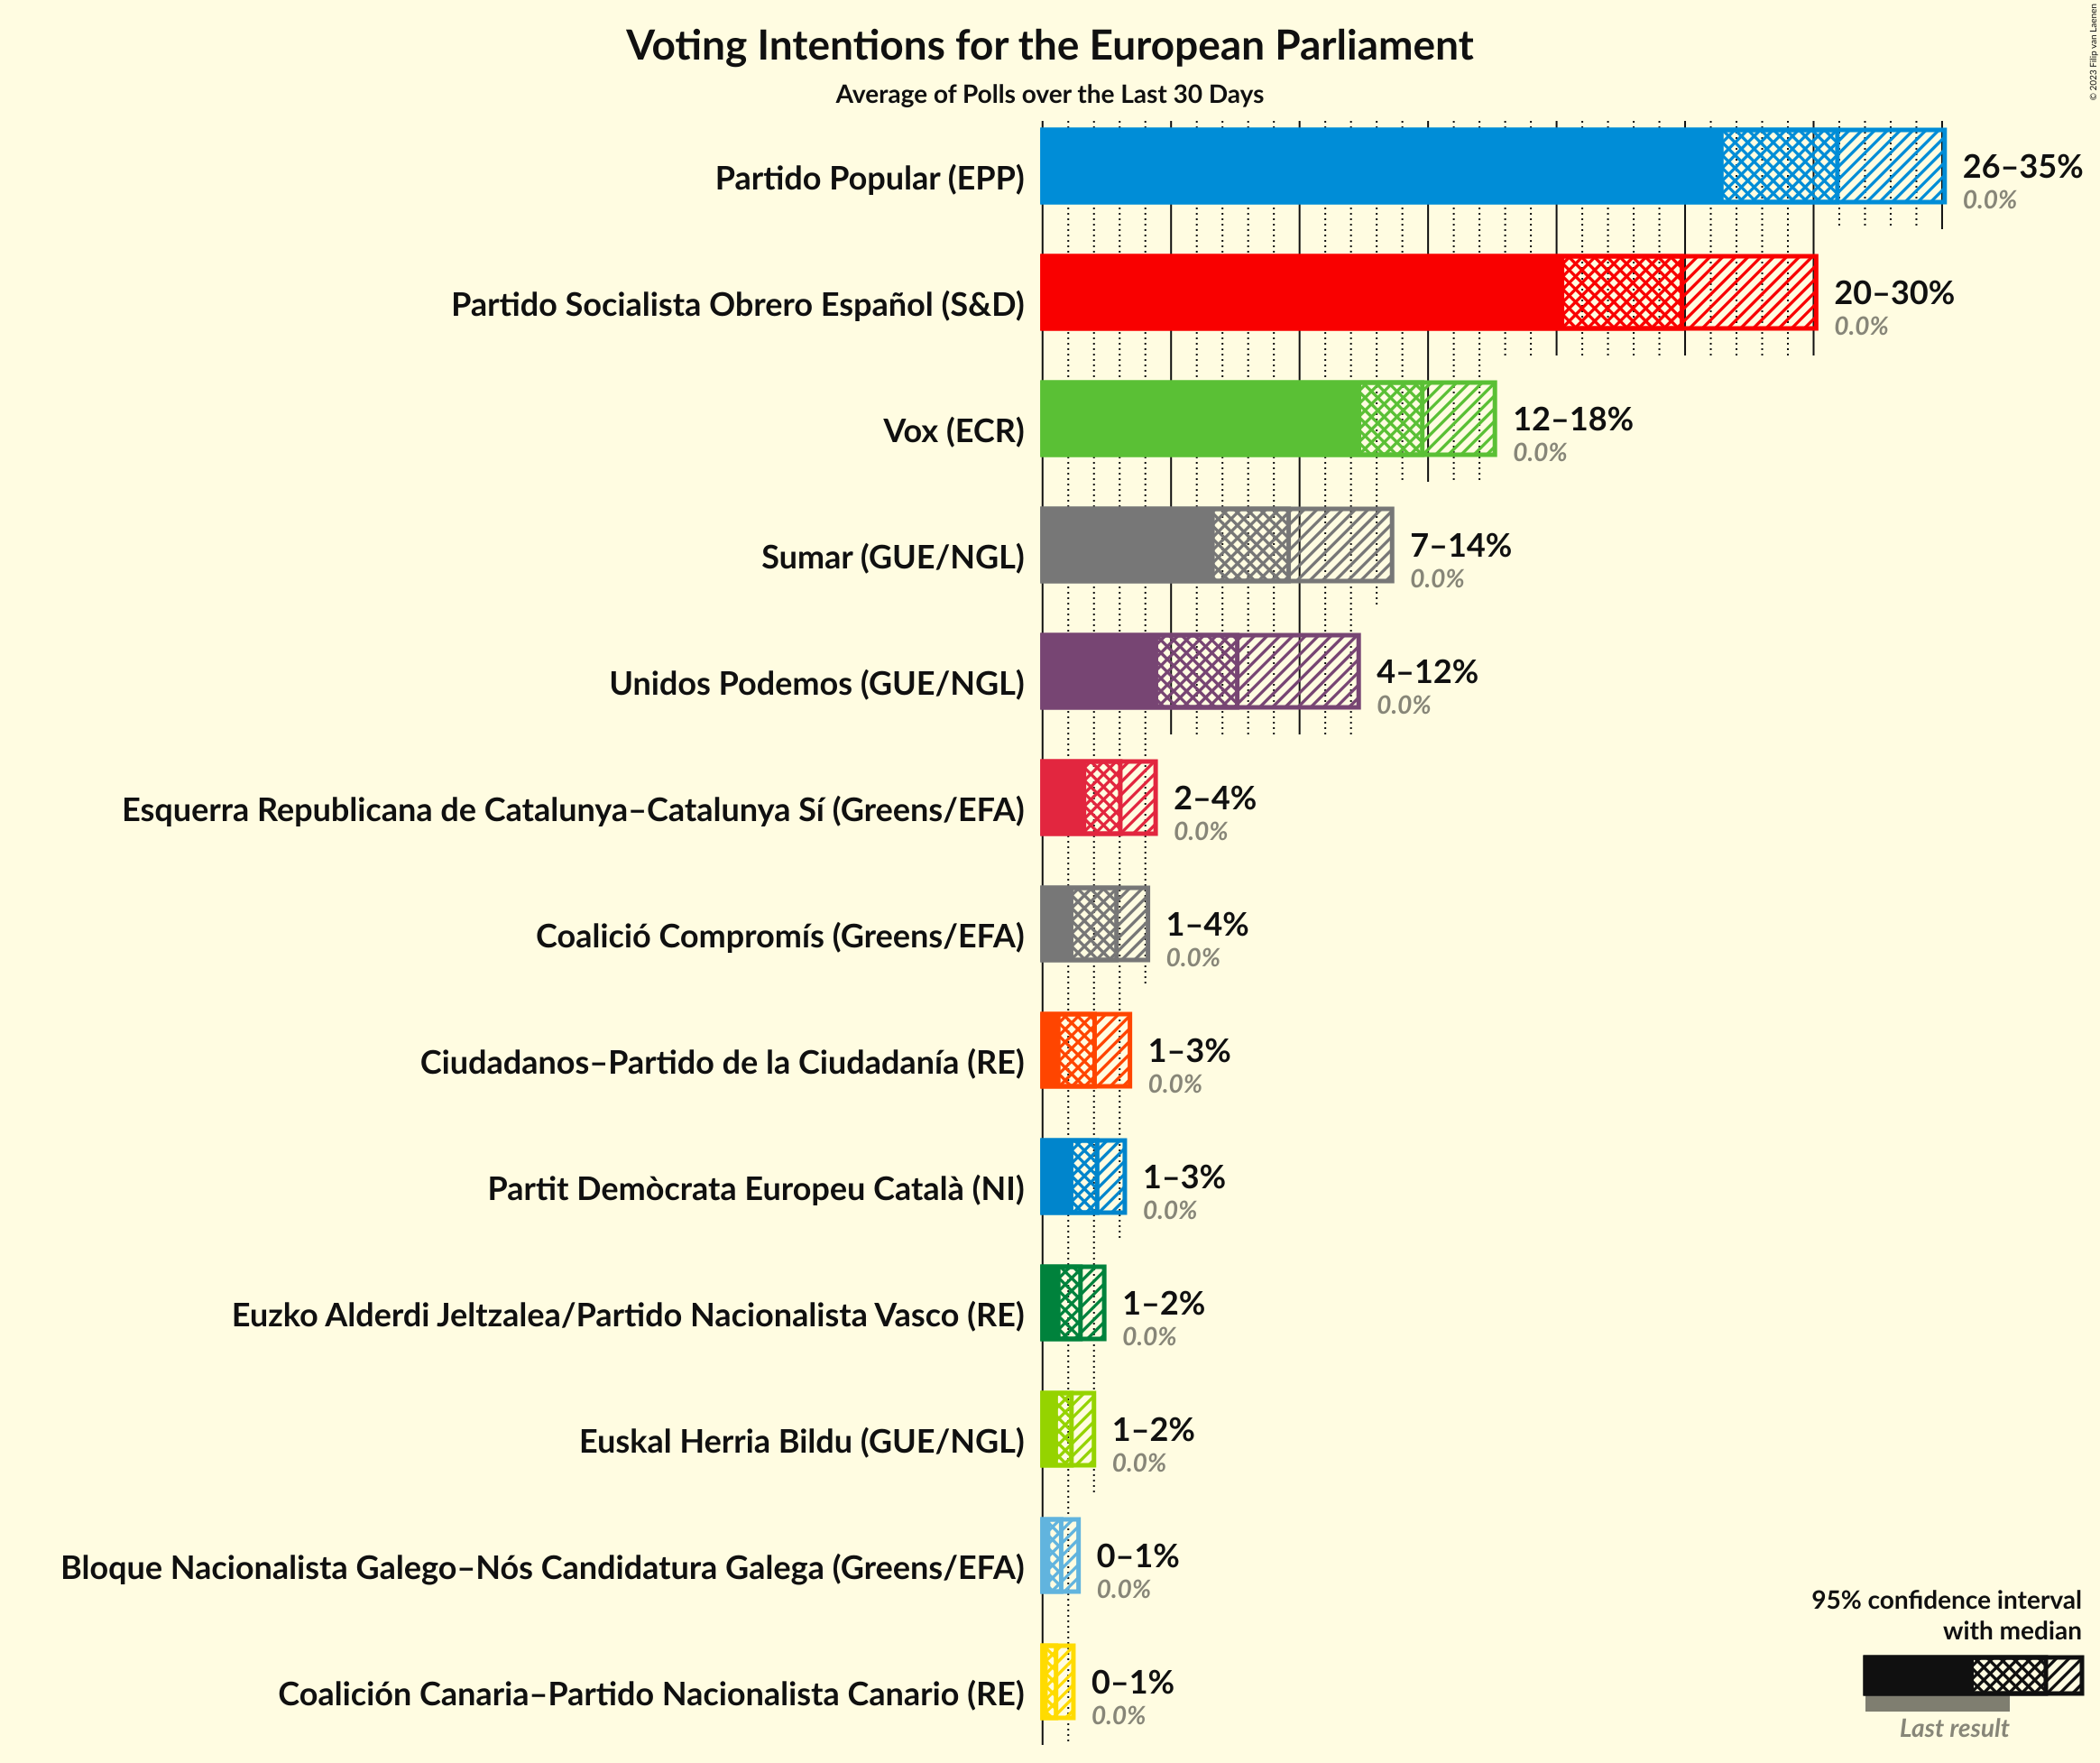 Voting Intentions for the European Parliament
Average of Polls over the Last 30 Days
© 2023 Filip van Laenen
Partido Popular (EPP)
26–35%
0.0%
Partido Socialista Obrero Español (S&D)
20–30%
0.0%
Vox (ECR)
12–18%
0.0%
Sumar (GUE/NGL)
7–14%
0.0%
Unidos Podemos (GUE/NGL)
4–12%
0.0%
Esquerra Republicana de Catalunya–Catalunya Sí (Greens/EFA)
2–4%
0.0%
Coalició Compromís (Greens/EFA)
1–4%
0.0%
Ciudadanos–Partido de la Ciudadanía (RE)
1–3%
0.0%
Partit Demòcrata Europeu Català (NI)
1–3%
0.0%
Euzko Alderdi Jeltzalea/Partido Nacionalista Vasco (RE)
1–2%
0.0%
Euskal Herria Bildu (GUE/NGL)
1–2%
0.0%
Bloque Nacionalista Galego–Nós Candidatura Galega (Greens/EFA)
0–1%
0.0%
Coalición Canaria–Partido Nacionalista Canario (RE)
0–1%
0.0%
95% confidence interval
with median
Last result